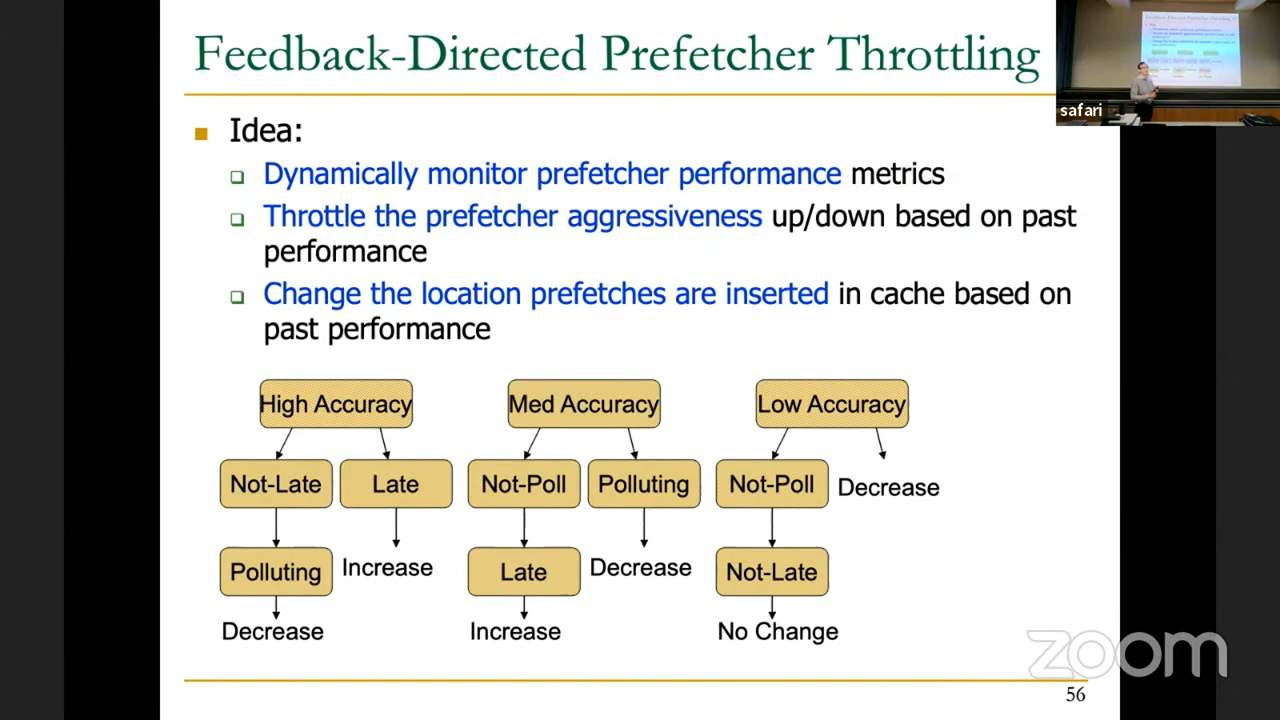 Feedback-Directed Prefetcher Throttling
safari
Idea:
Dynamically monitor prefetcher performance metrics
Throttle the prefetcher aggressiveness up/down based on past
performance
Change the location prefetches are inserted in cache based on
past performance
High Accuracy
Med Accuracy
Low Accuracy
Not-Late
Late
Not-Poll
Polluting
Not-Poll
Decrease
Polluting
Increase
Late
Decrease
Not-Late
Decrease
Increase
No Change
zoom
56